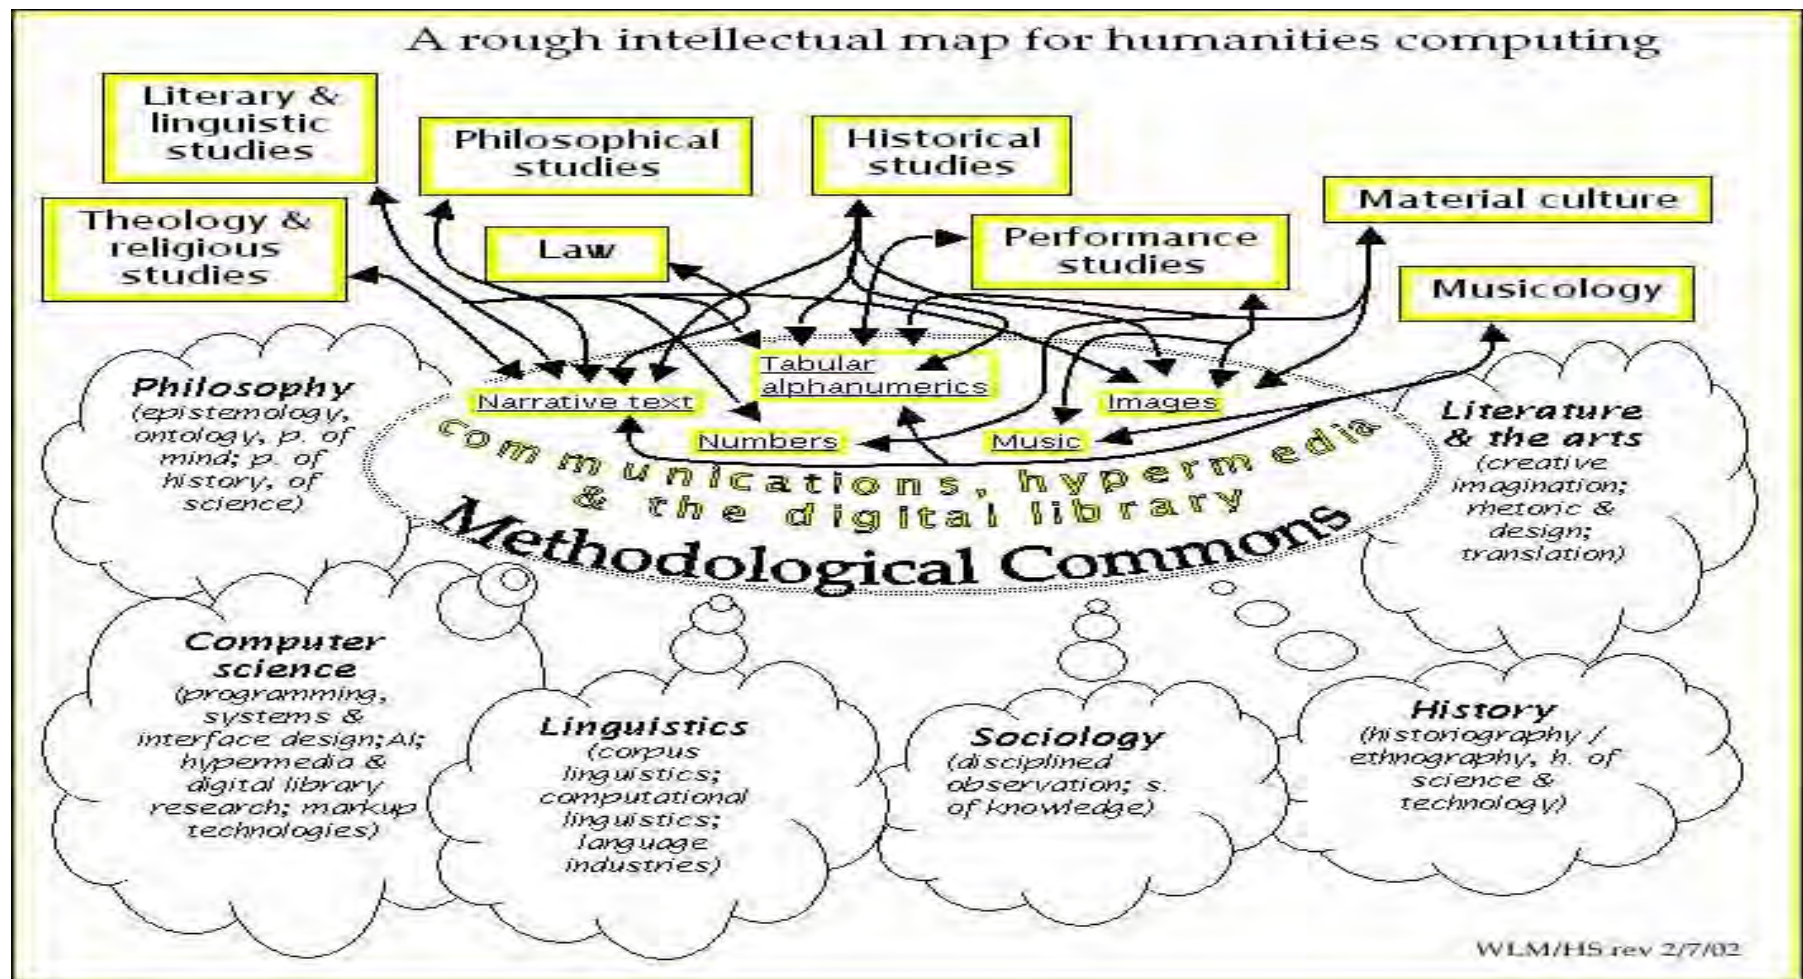 A rough intellectual map for humanities computing
Literary &
linguistic
studies
Philosophical
studies
Historical
studies
Material culture
Theology &
religious
studies
Law
Performance
studies
Musicology
Narrative text
Tabular
alphanumerics
Images
Numbers
Music
communications, hypermedia
& the digital library
Methodological Commons
Philosophy
(epistemology,
ontology, p. of
mind; p. of
history, of
science)
Literature
& the arts
(creative
imagination;
rhetoric &
design;
translation)
Computer
science
(programming,
systems &
interface design; AI;
hypermedia &
digital library
research; markup
technologies)
Linguistics
(corpus
linguistics;
computational
linguistics;
language
industries)
Sociology
(disciplined
observation; s.
of knowledge)
History
(historiography /
ethnography, h. of
science &
technology)
WLM/HS rev 2/7/02